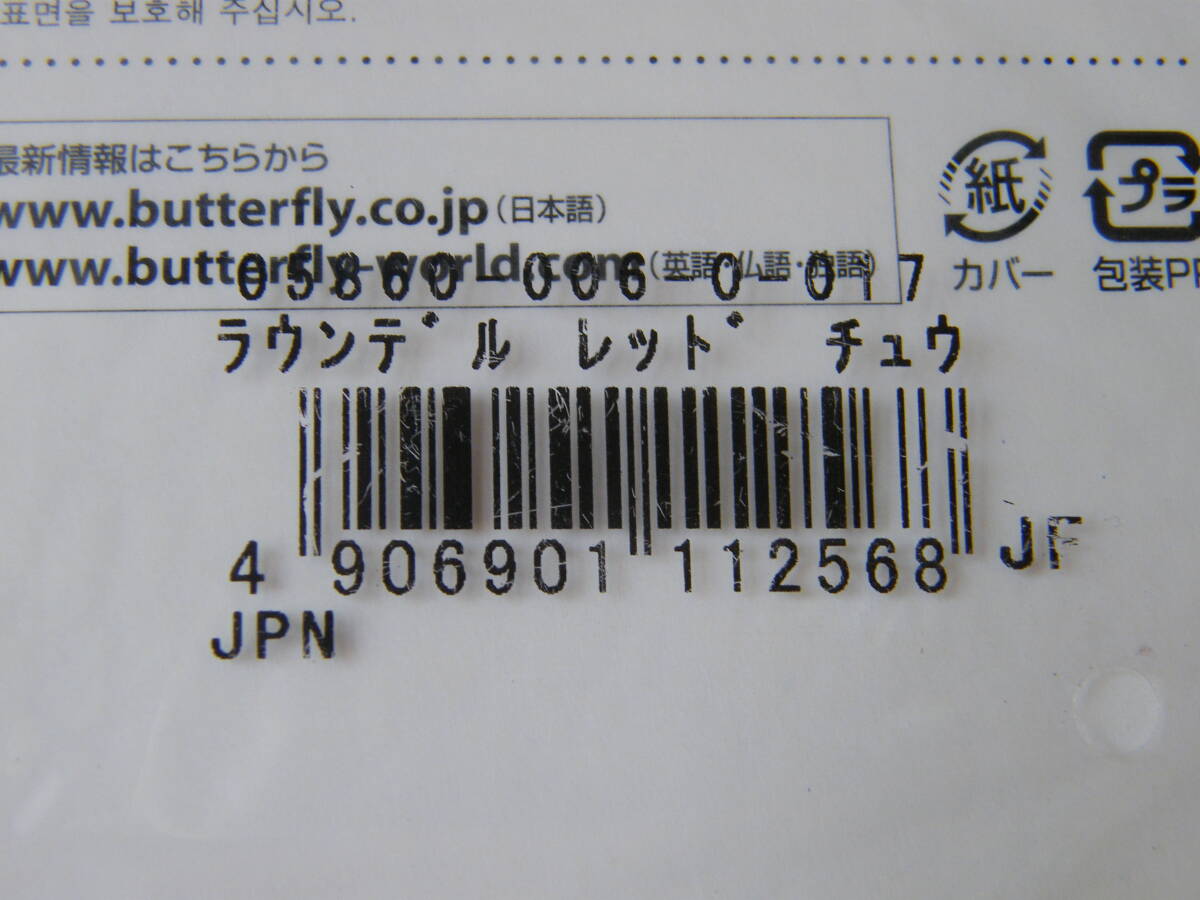 표면을 보호해 주십시오.
最新情報はこちらから
www.butterfly.co.jp(日本語)
www.butterfly-world.com(英語・仏語・独語)
紙
プラ
カバー
包装PP
05860-006-0-017
ラウンデﾞル レッドﾞ チュウ
4 906901 112568 JF
JPN